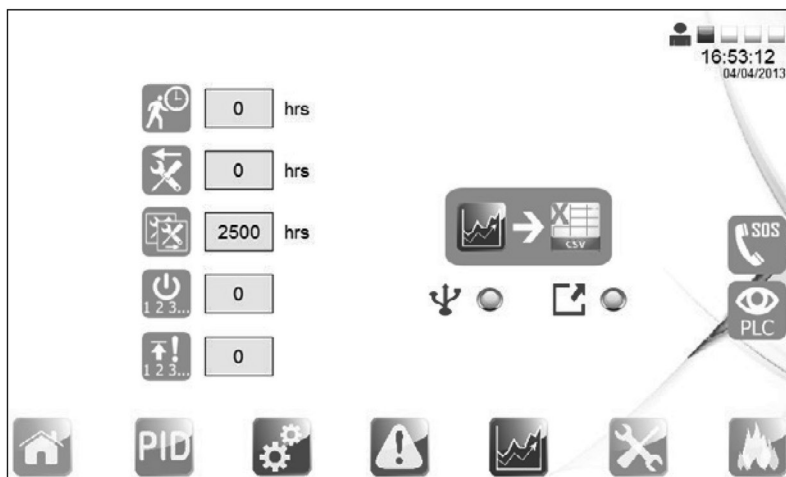 16:53:12
04/04/2013
0 hrs
0 hrs
2500 hrs
1 2 3...
0
1 2 3...
0
X
CSV
SOS
PLC
PID